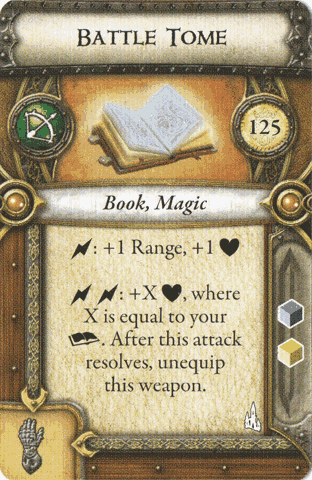 BATTLE TOME
125
Book, Magic
: +1 Range, +1
: +X , where
X is equal to your
. After this attack
resolves, unequip
this weapon.